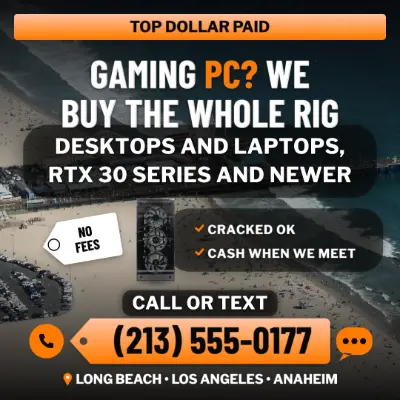 TOP DOLLAR PAID
GAMING PC? WE
BUY THE WHOLE RIG
DESKTOPS AND LAPTOPS,
RTX 30 SERIES AND NEWER
NO
FEES
CRACKED OK
CASH WHEN WE MEET
CALL OR TEXT
(213) 555-0177
LONG BEACH • LOS ANGELES • ANAHEIM